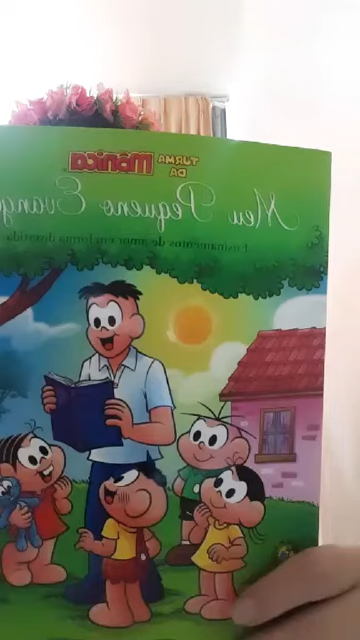 TURMA DA MÔNICA
Meu Pequeno Evang
Ensinamentos de amor em forma divertida